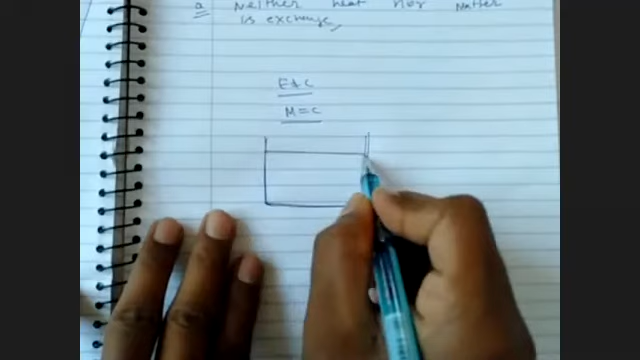 a Neither heat nor matter
is exchange
E≠C
M=C